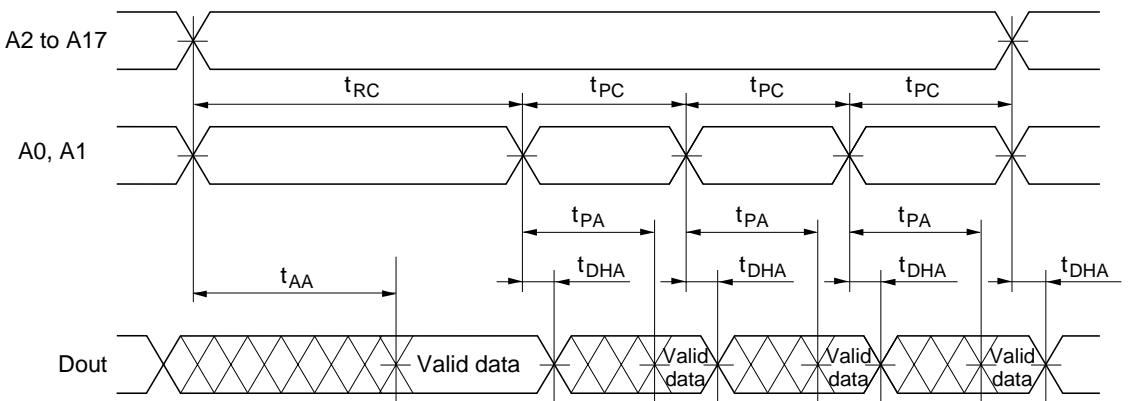 A2 to A17
tRC tPC tPC tPC
A0, A1
tPA tPA tPA
tAA tDHA tDHA tDHA tDHA
Dout Valid data Valid data Valid data Valid data